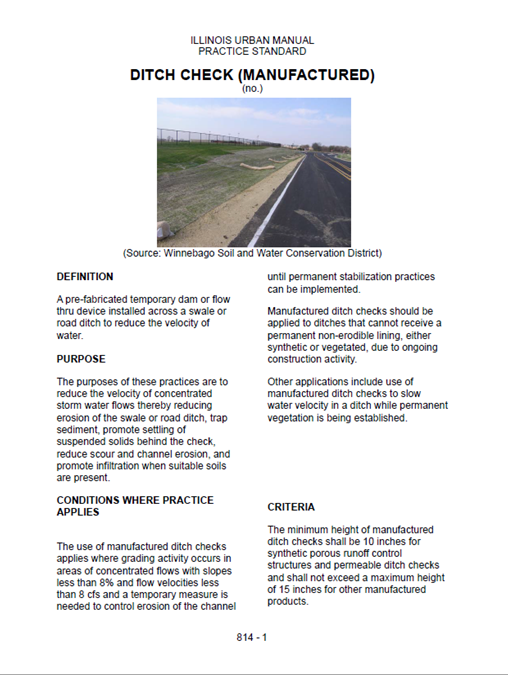 ILLINOIS URBAN MANUAL
PRACTICE STANDARD
DITCH CHECK (MANUFACTURED)
(no.)
(Source: Winnebago Soil and Water Conservation District)
DEFINITION
A pre-fabricated temporary dam or flow
thru device installed across a swale or
road ditch to reduce the velocity of
water.
PURPOSE
The purposes of these practices are to
reduce the velocity of concentrated
storm water flows thereby reducing
erosion of the swale or road ditch, trap
sediment, promote settling of
suspended solids behind the check,
reduce scour and channel erosion, and
promote infiltration when suitable soils
are present.
CONDITIONS WHERE PRACTICE
APPLIES
The use of manufactured ditch checks
applies where grading activity occurs in
areas of concentrated flows with slopes
less than 8% and flow velocities less
than 8 cfs and a temporary measure is
needed to control erosion of the channel
until permanent stabilization practices
can be implemented.
Manufactured ditch checks should be
applied to ditches that cannot receive a
permanent non-erodible lining, either
synthetic or vegetated, due to ongoing
construction activity.
Other applications include use of
manufactured ditch checks to slow
water velocity in a ditch while permanent
vegetation is being established.
CRITERIA
The minimum height of manufactured
ditch checks shall be 10 inches for
synthetic porous runoff control
structures and permeable ditch checks
and shall not exceed a maximum height
of 15 inches for other manufactured
products.
814 - 1